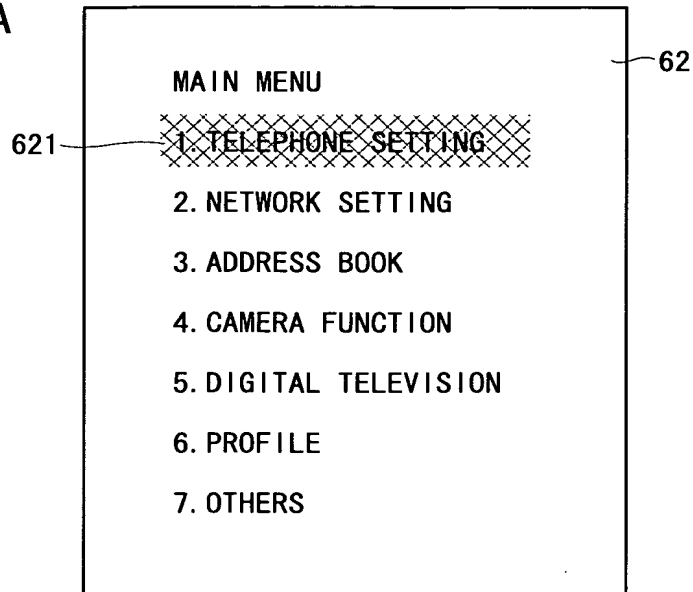 A
62
MAIN MENU
621
1. TELEPHONE SETTING
2. NETWORK SETTING
3. ADDRESS BOOK
4. CAMERA FUNCTION
5. DIGITAL TELEVISION
6. PROFILE
7. OTHERS